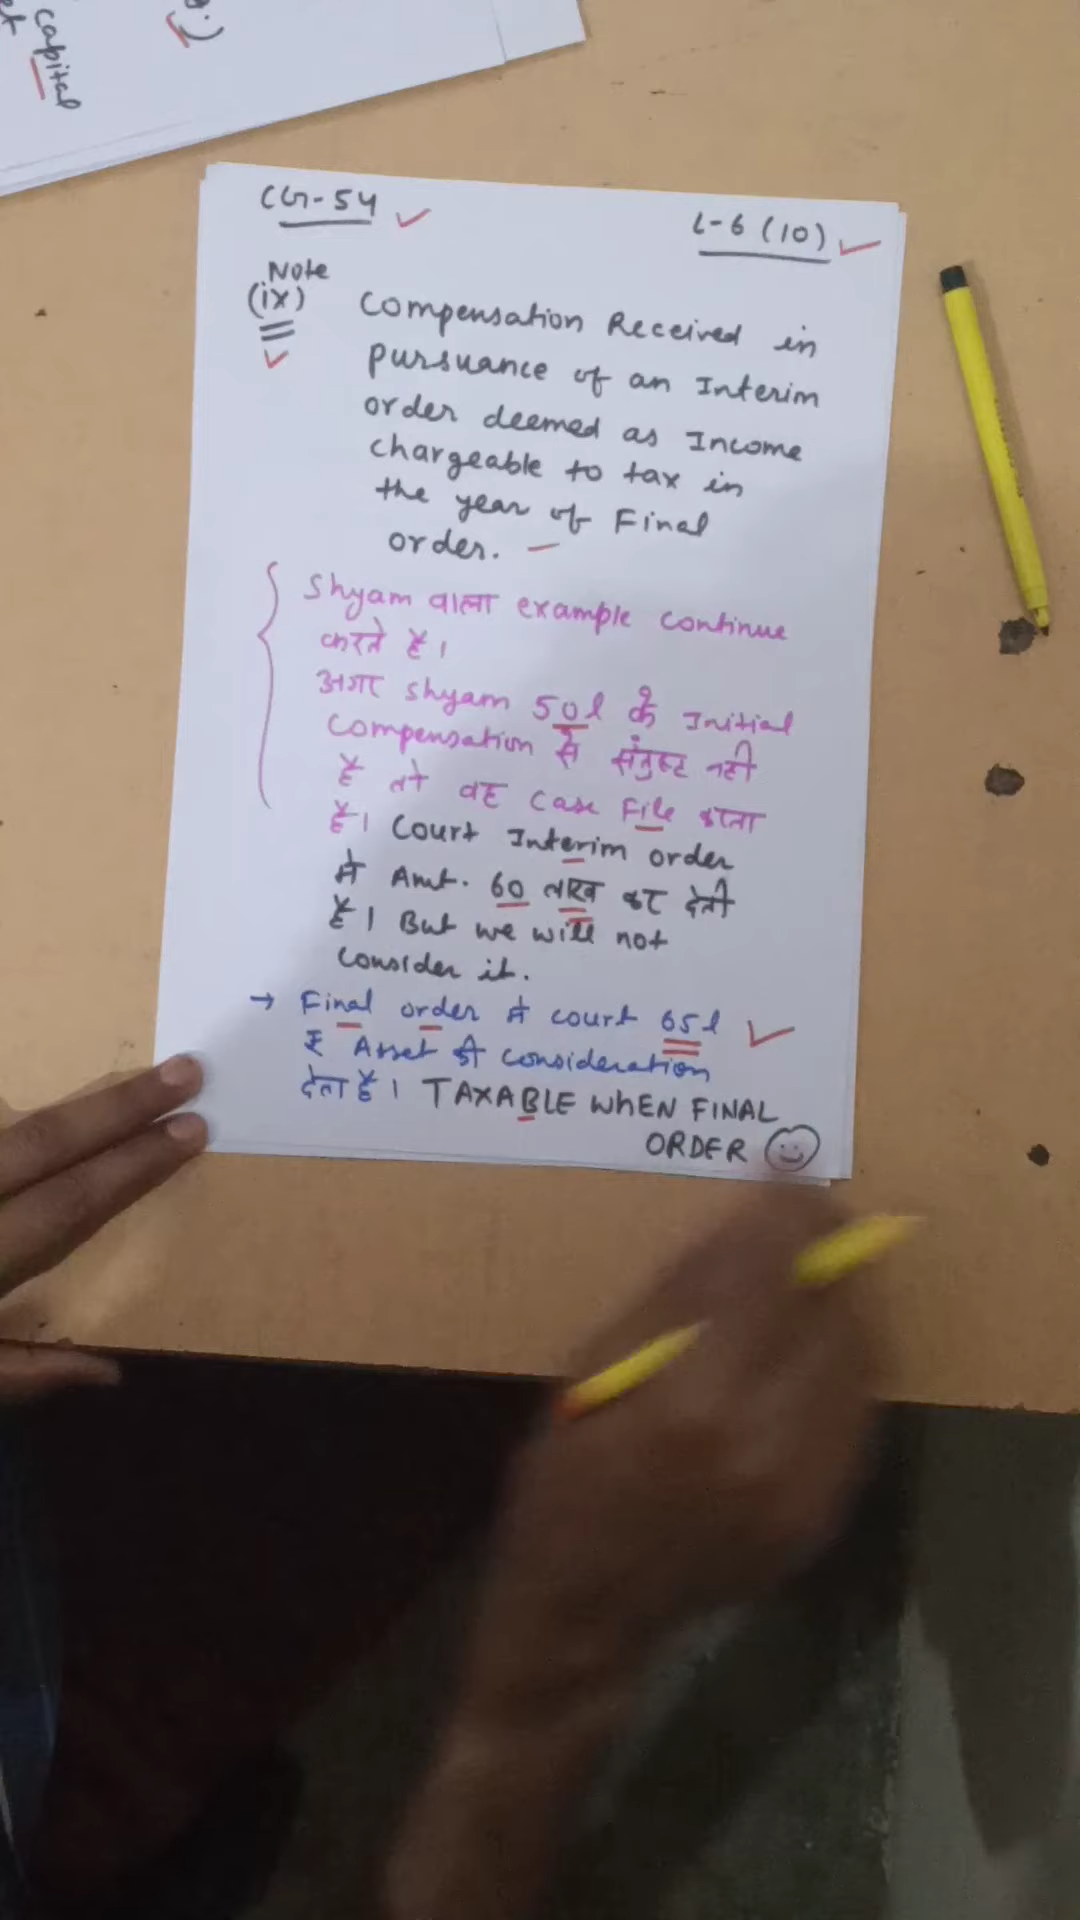 capital
CG-54
L-6 (10)
Note
(ix) Compensation Received in
pursuance of an Interim
order deemed as Income
chargeable to tax in
the year of Final
order.
Shyam वाला example continue
करते है।
अगर Shyam 50l के Initial
Compensation से संतुष्ट नही
है तो वह Case File करता
है। Court Interim order
मे Amt. 60 लाख कर देती
है। But we will not
consider it.
→ Final order मे court 65l
₹ Asset की consideration
देता है। TAXABLE WHEN FINAL
ORDER